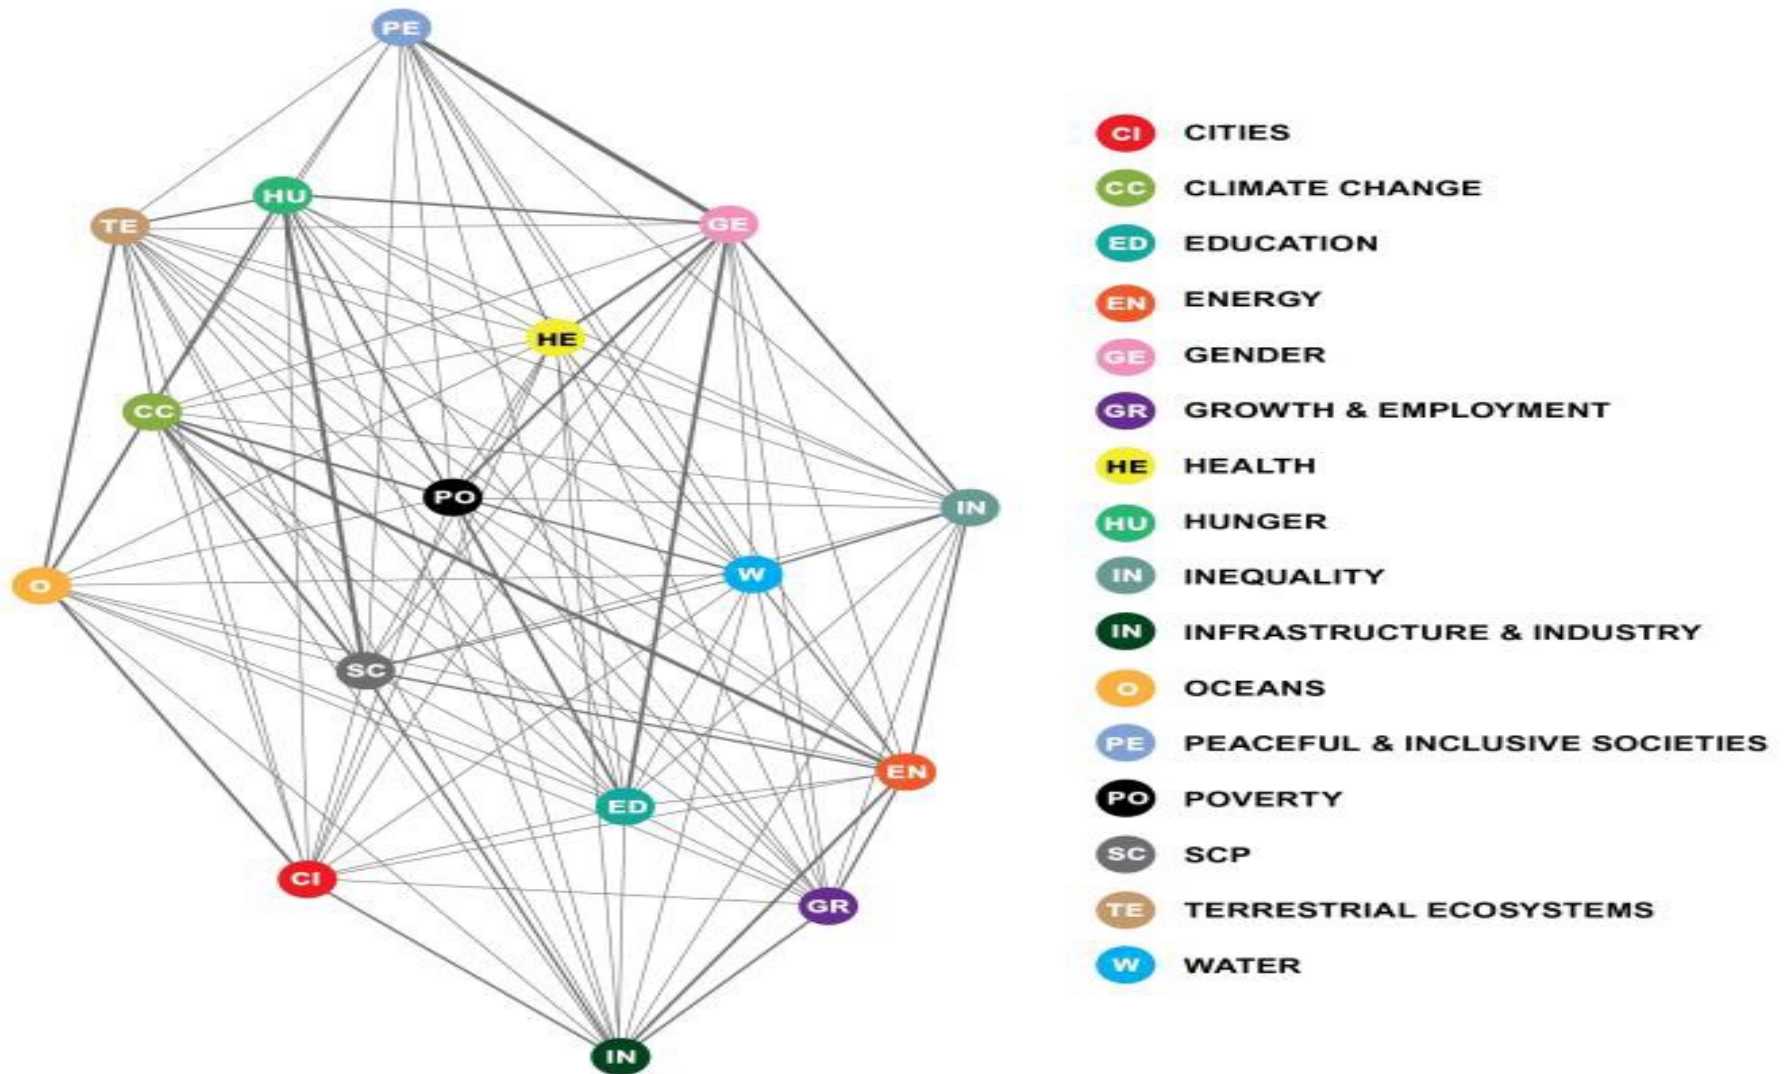 PE
HU
TE
GE
HE
CC
PO
IN
W
O
SC
EN
ED
CI
GR
IN
CI CITIES
CC CLIMATE CHANGE
ED EDUCATION
EN ENERGY
GE GENDER
GR GROWTH & EMPLOYMENT
HE HEALTH
HU HUNGER
IN INEQUALITY
IN INFRASTRUCTURE & INDUSTRY
O OCEANS
PE PEACEFUL & INCLUSIVE SOCIETIES
PO POVERTY
SC SCP
TE TERRESTRIAL ECOSYSTEMS
W WATER